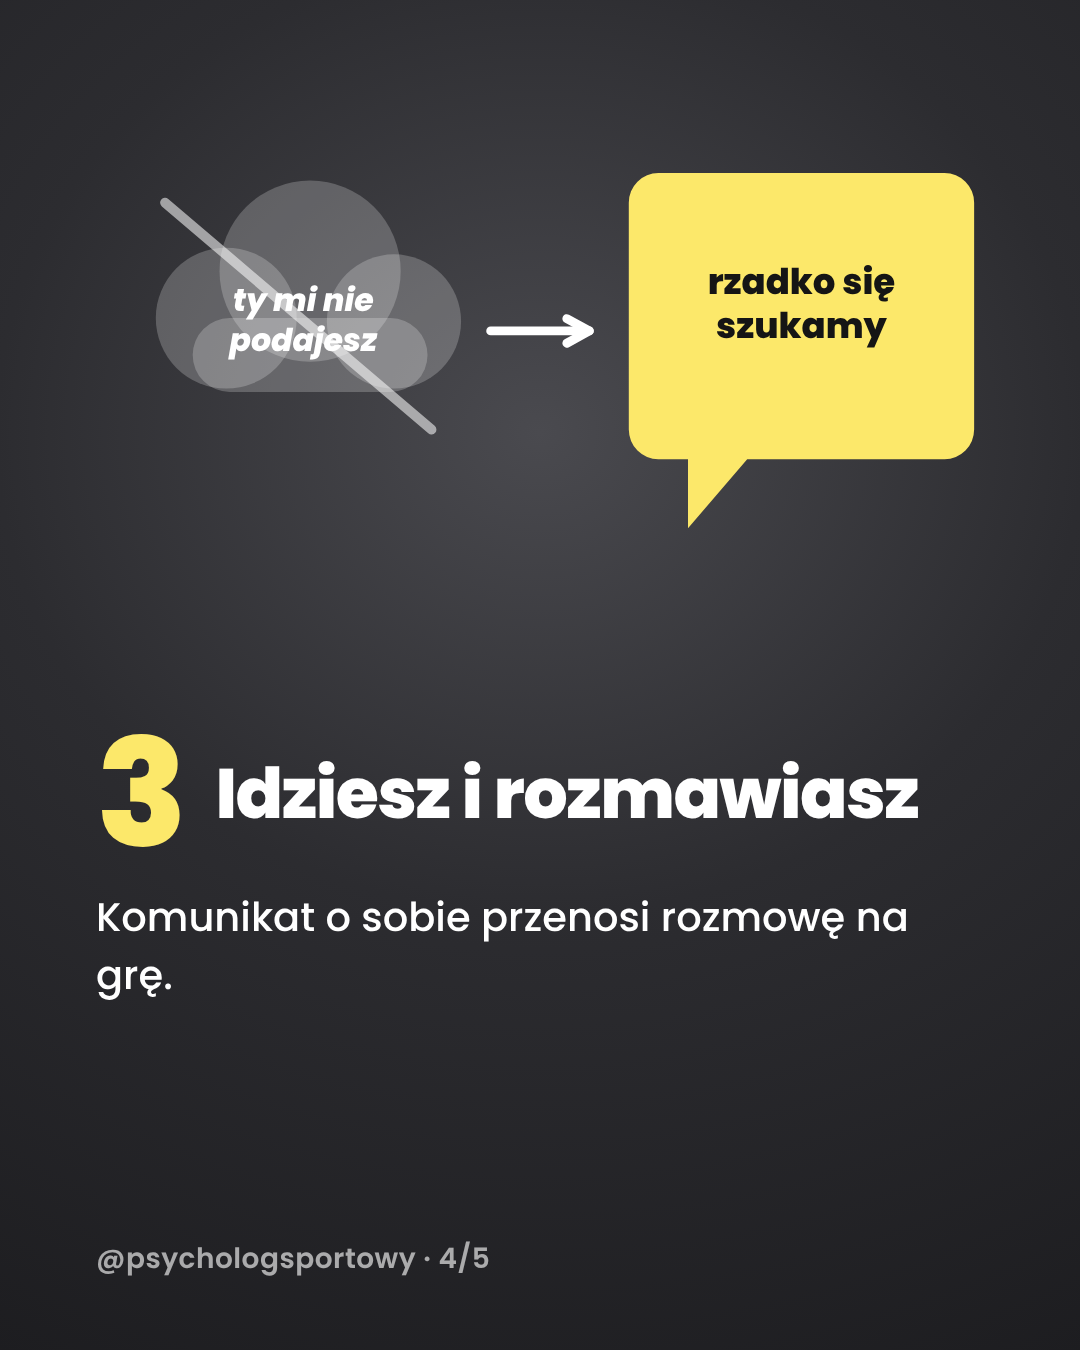 ty mi nie
podajesz
rzadko się
szukamy
3 Idziesz i rozmawiasz
Komunikat o sobie przenosi rozmowę na
grę.
@psychologsportowy · 4/5